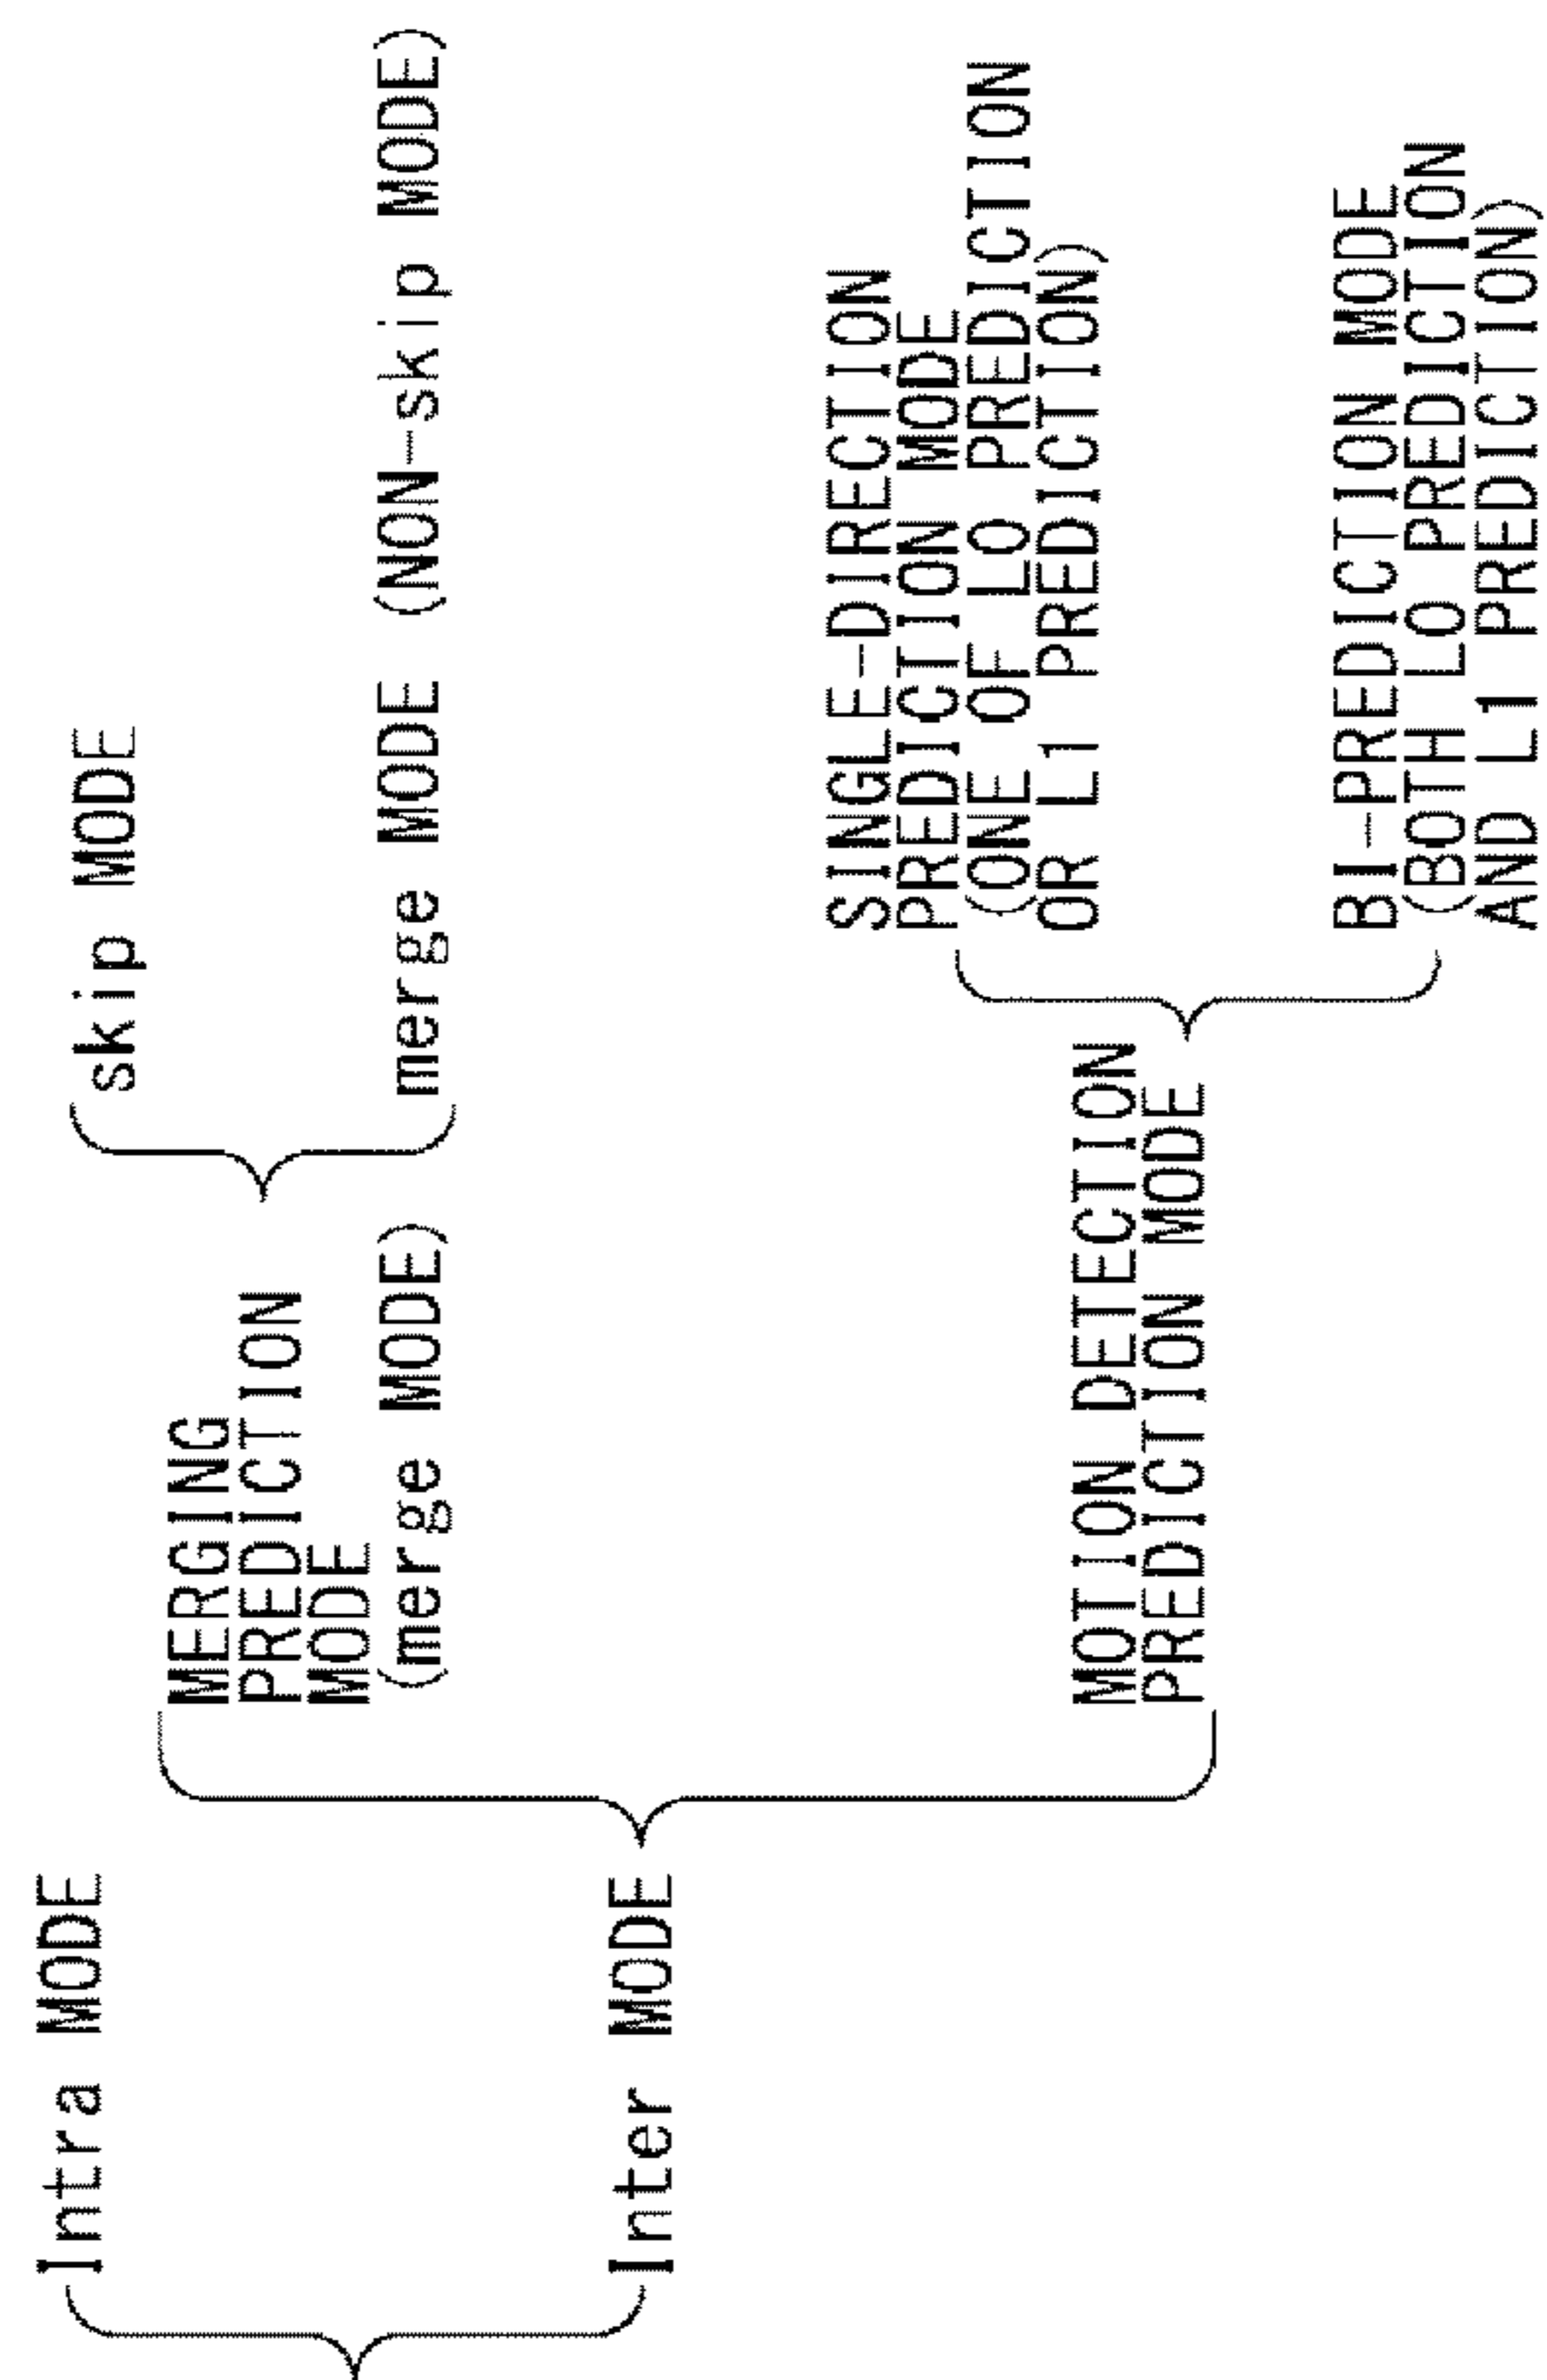 Intra MODE
Inter MODE
MERGING
PREDICTION
MODE
(merge MODE)
skip MODE
merge MODE (NON-skip MODE)
MOTION DETECTION
PREDICTION MODE
SINGLE-DIRECTION
PREDICTION MODE
(ONE OF L0 PREDICTION
OR L1 PREDICTION)
BI-PREDICTION MODE
(BOTH L0 PREDICTION
AND L1 PREDICTION)